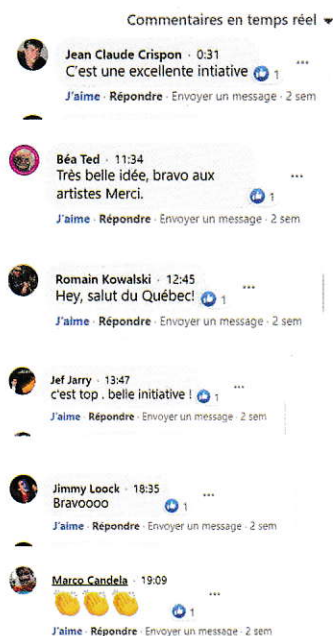 Commentaires en temps réel
Jean Claude Crispon · 0:31
C'est une excellente intiative 1
J'aime · Répondre · Envoyer un message · 2 sem
Béa Ted · 11:34
Très belle idée, bravo aux
artistes Merci.
1
J'aime · Répondre · Envoyer un message · 2 sem
Romain Kowalski · 12:45
Hey, salut du Québec! 1
J'aime · Répondre · Envoyer un message · 2 sem
Jef Jarry · 13:47
c'est top . belle initiative ! 1
J'aime · Répondre · Envoyer un message · 2 sem
Jimmy Loock · 18:35
Bravoooo 1
J'aime · Répondre · Envoyer un message · 2 sem
Marco Candela · 19:09
👏👏👏 1
J'aime · Répondre · Envoyer un message · 2 sem